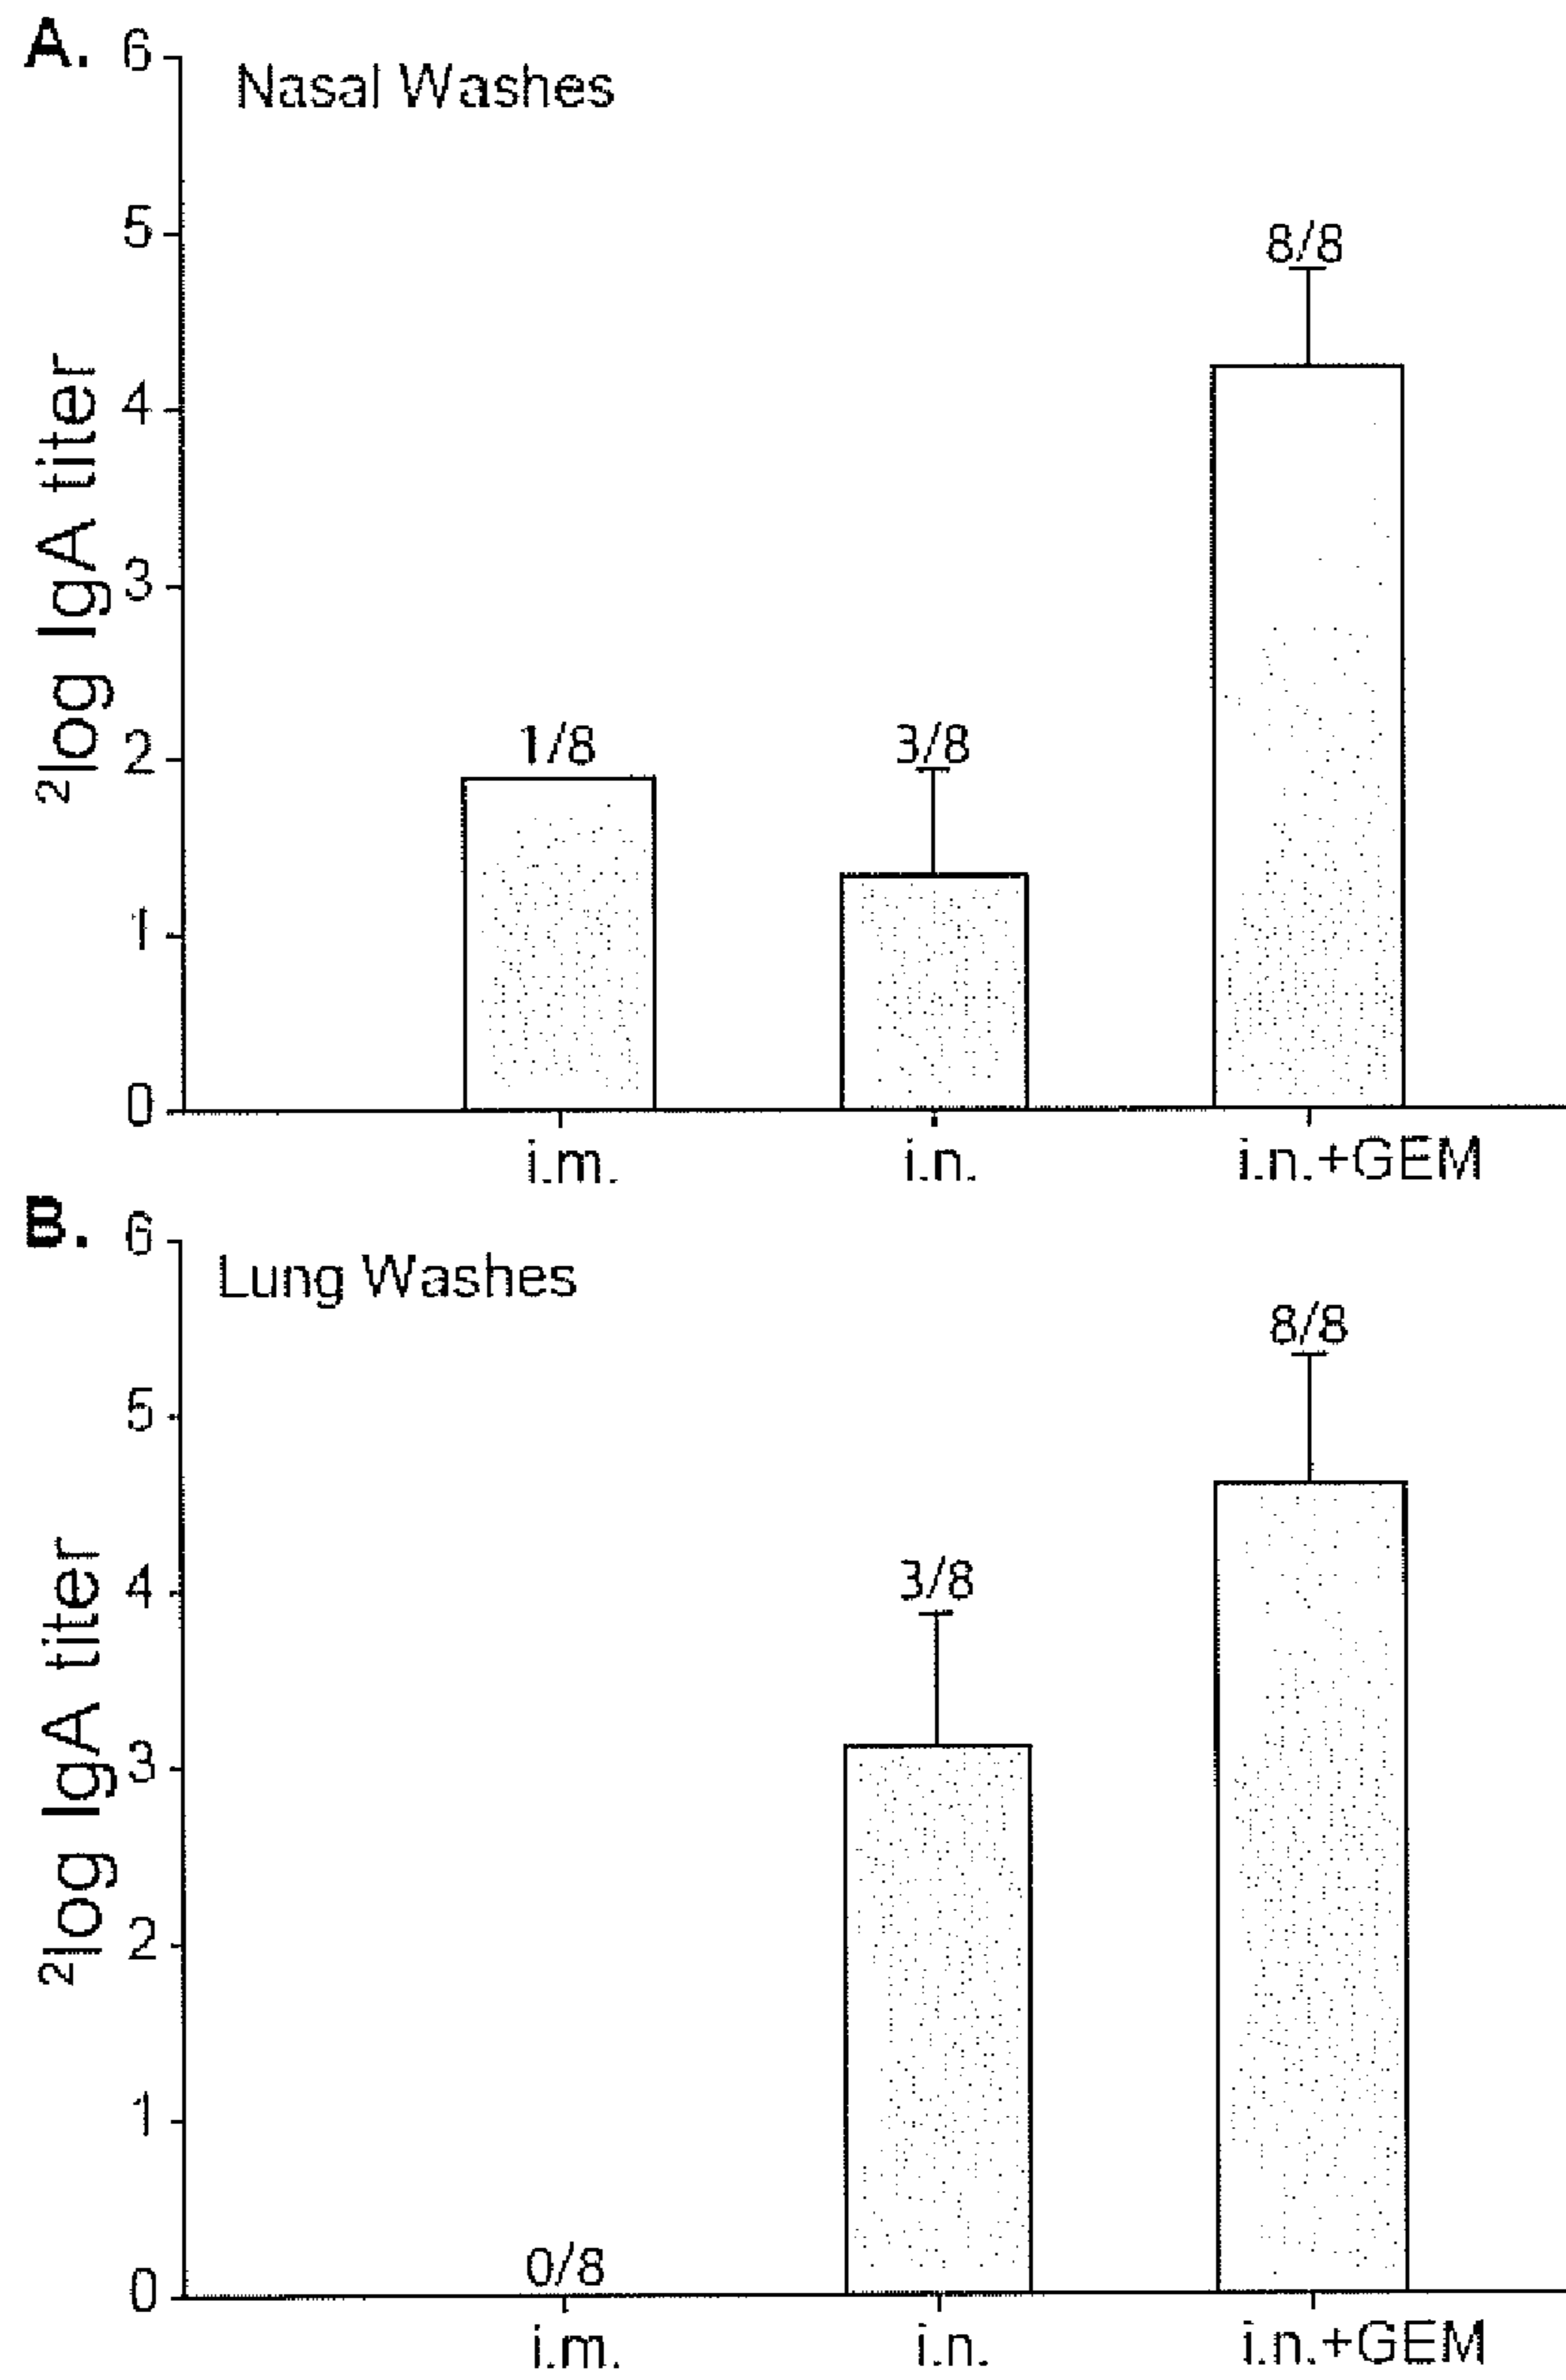 A.
Nasal Washes
²log IgA titer
6
5
4
3
2
1
0
1/8
3/8
8/8
i.m.
i.n.
i.n.+GEM
B.
Lung Washes
²log IgA titer
6
5
4
3
2
1
0
0/8
3/8
8/8
i.m.
i.n.
i.n.+GEM